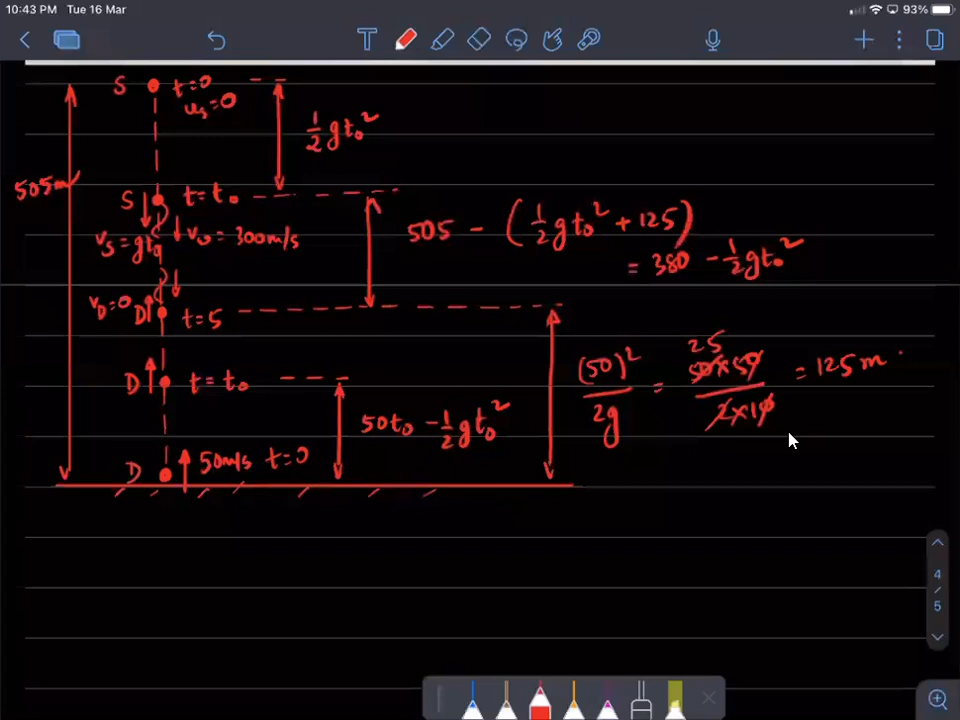 10:43 PM Tue 16 Mar
93%
T
S t=0
u_s=0
½gt₀²
505m
S t=t₀
v_s=gt₀ v₀=300m/s
505 - (½gt₀² + 125)
= 380 - ½gt₀²
v_D=0 D t=5
D t=t₀
50t₀ - ½gt₀²
(50)²/2g = 50×50/2×10 = 125m
25
D 50m/s t=0
4
/
5